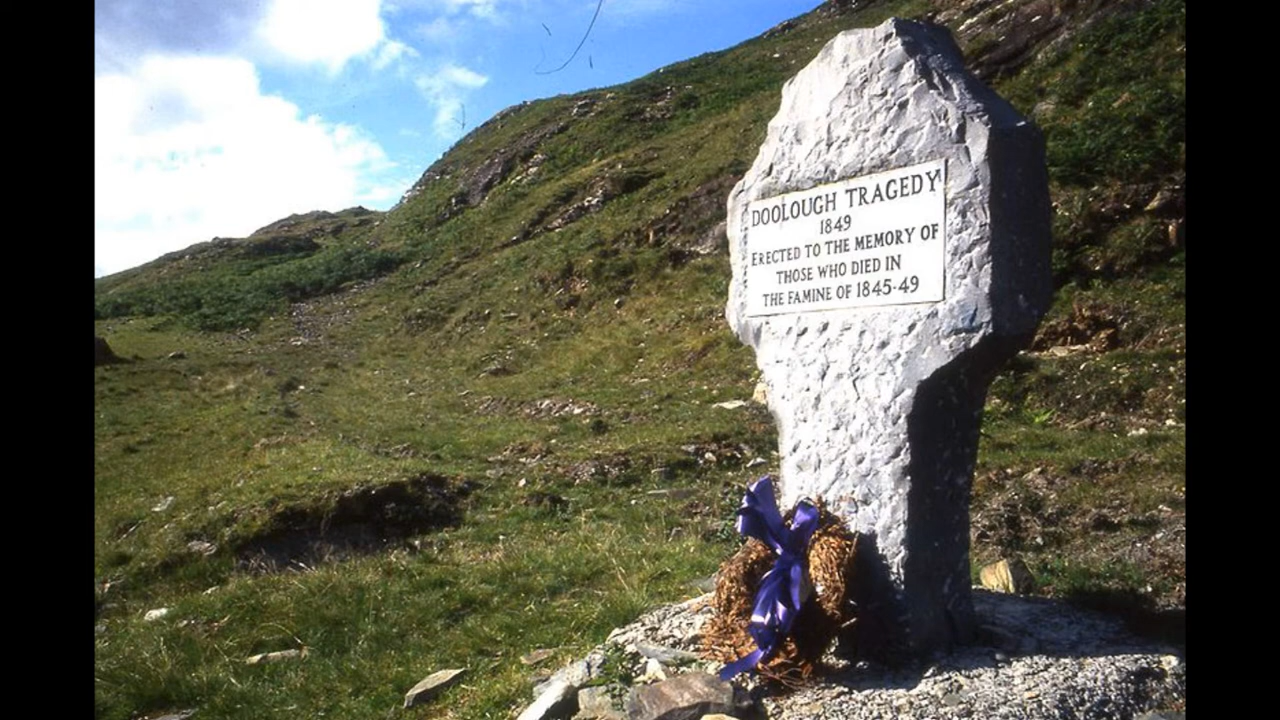 DOOLOUGH TRAGEDY
1849
ERECTED TO THE MEMORY OF
THOSE WHO DIED IN
THE FAMINE OF 1845-49